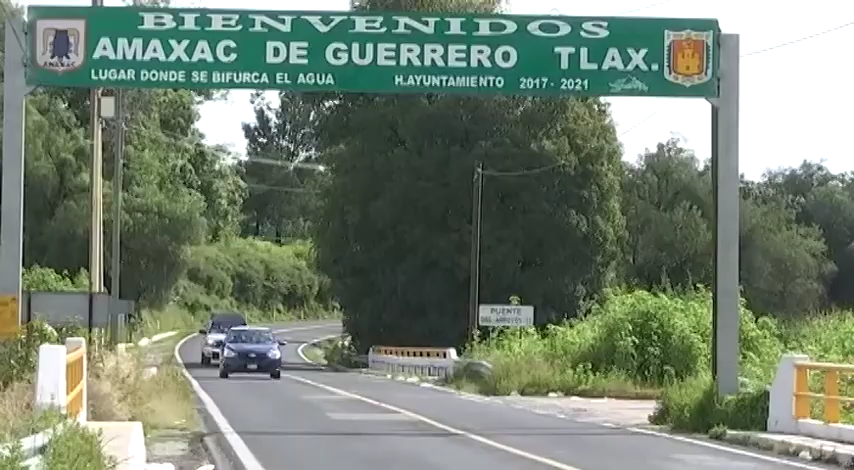 BIENVENIDOS
AMAXAC DE GUERRERO TLAX.
LUGAR DONDE SE BIFURCA EL AGUA H.AYUNTAMIENTO 2017 - 2021
AMAXAC
PUENTE